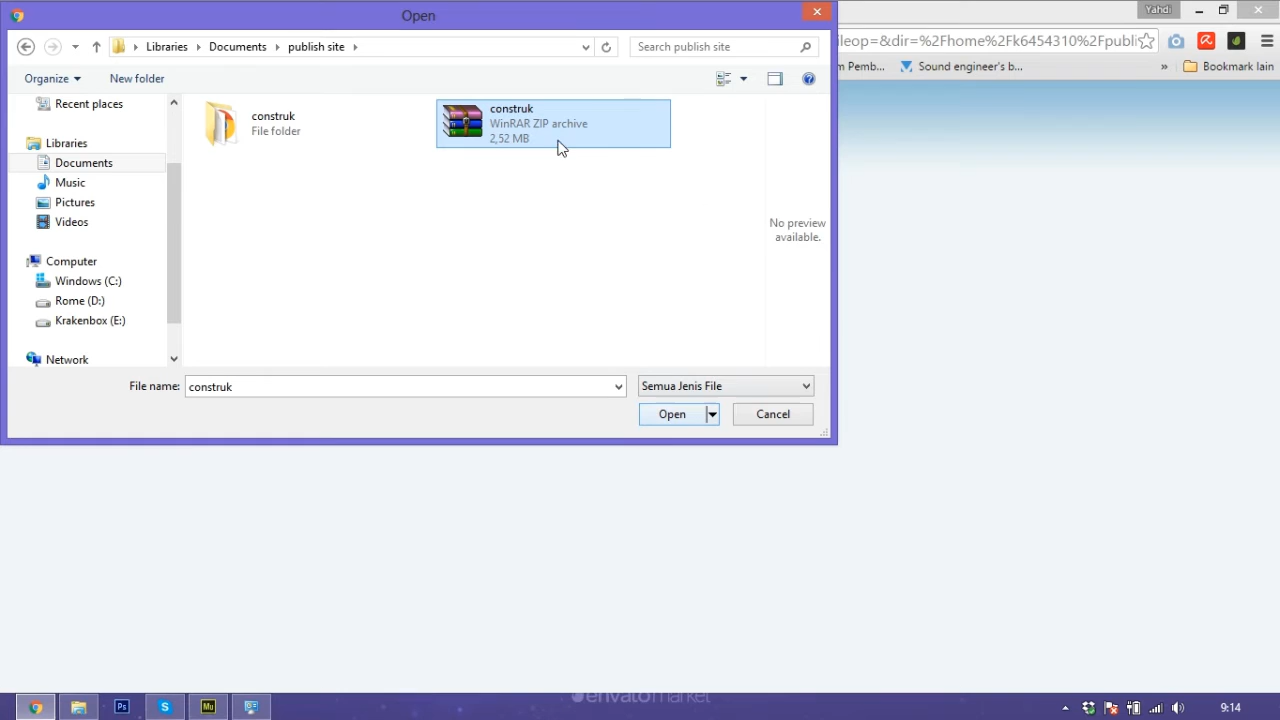 Open
Yahdi
Libraries
Documents
publish site
Search publish site
ileop=&dir=%2Fhome%2Fk6454310%2Fpubli
Organize
New folder
m Pemb...
Sound engineer's b...
»
Bookmark lain
Recent places
Libraries
Documents
Music
Pictures
Videos
Computer
Windows (C:)
Rome (D:)
Krakenbox (E:)
Network
construk
File folder
construk
WinRAR ZIP archive
2,52 MB
No preview
available.
File name:
construk
Semua Jenis File
Open
Cancel
envatomarket
Ps
S
Mu
9:14